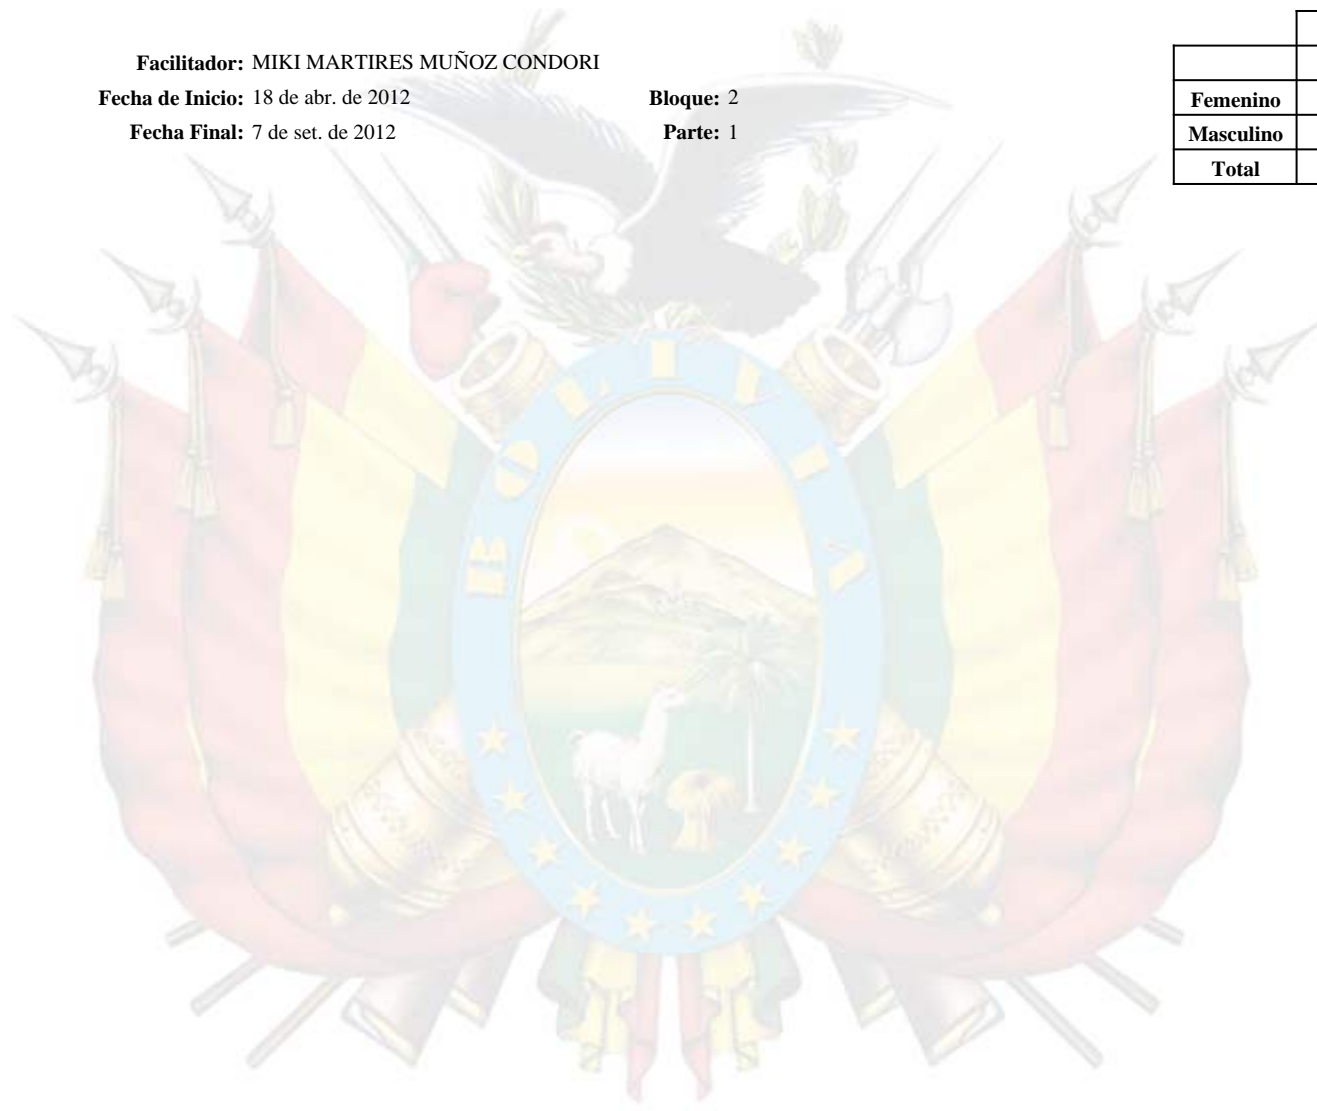 Facilitador: MIKI MARTIRES MUÑOZ CONDORI
Fecha de Inicio: 18 de abr. de 2012 Bloque: 2
Fecha Final: 7 de set. de 2012 Parte: 1
Femenino
Masculino
Total
BOLIVIA